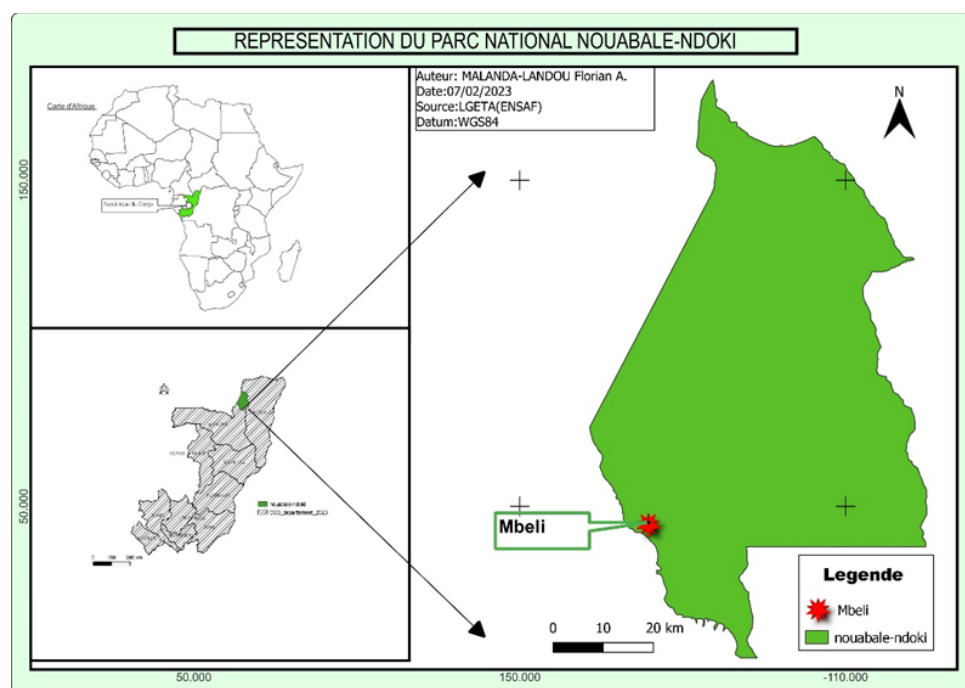 REPRESENTATION DU PARC NATIONAL NOUABALE-NDOKI
Auteur: MALANDA-LANDOU Florian A.
Date:07/02/2023
Source:LGETA(ENSAF)
Datum:WGS84
Carte d'Afrique
N
150.000
50.000
nouabale-ndoki
Mbeli
Legende
Mbeli
nouabale-ndoki
0 10 20 km
50.000 150.000 -110.000